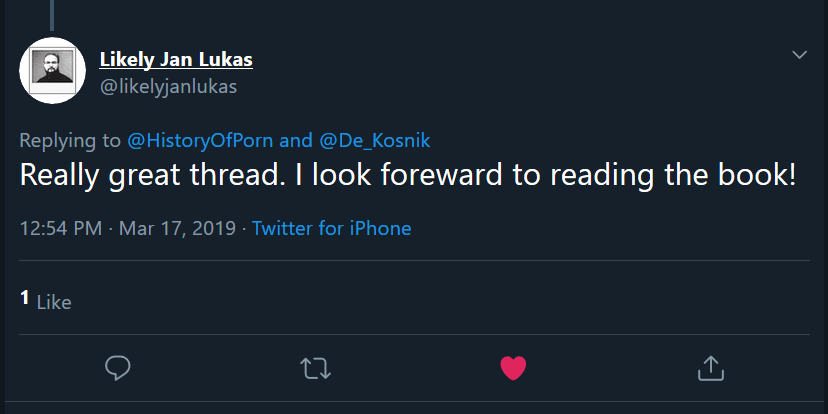 Likely Jan Lukas
@likelyjanlukas
Replying to @HistoryOfPorn and @De_Kosnik
Really great thread. I look foreward to reading the book!
12:54 PM · Mar 17, 2019 · Twitter for iPhone
1 Like